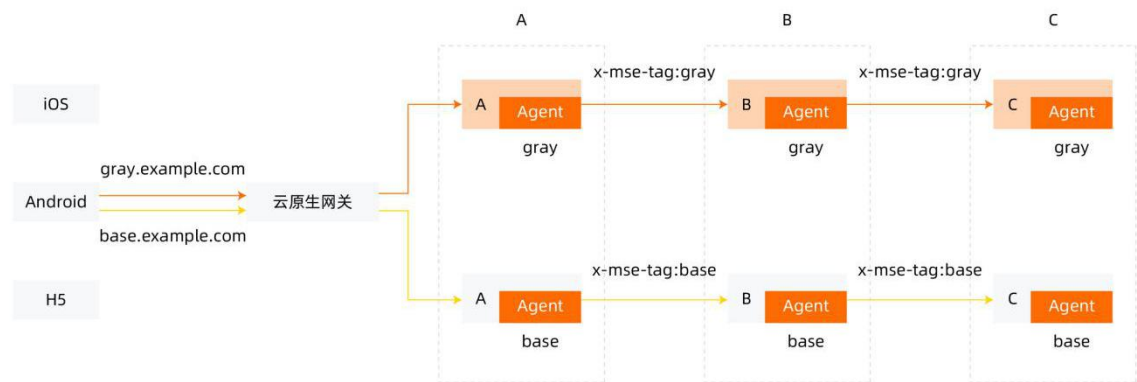 A
B
C
x-mse-tag:gray
x-mse-tag:gray
iOS
A
Agent
B
Agent
C
Agent
gray
gray
gray
gray.example.com
Android
云原生网关
base.example.com
x-mse-tag:base
x-mse-tag:base
H5
A
Agent
B
Agent
C
Agent
base
base
base